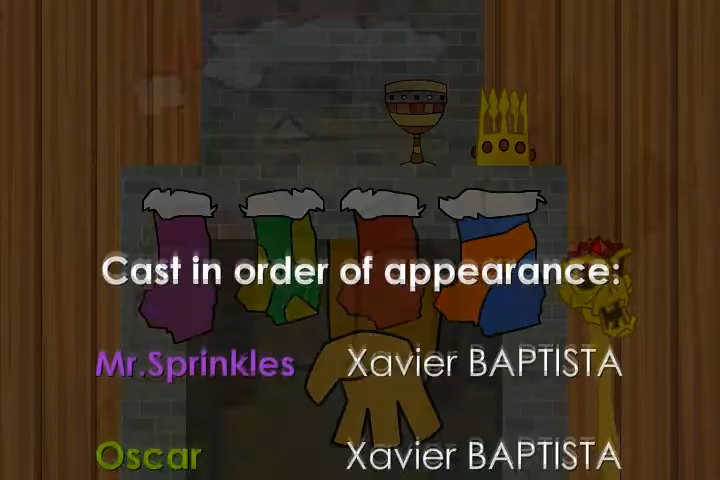 Cast in order of appearance:
Mr.Sprinkles Xavier BAPTISTA
Oscar Xavier BAPTISTA